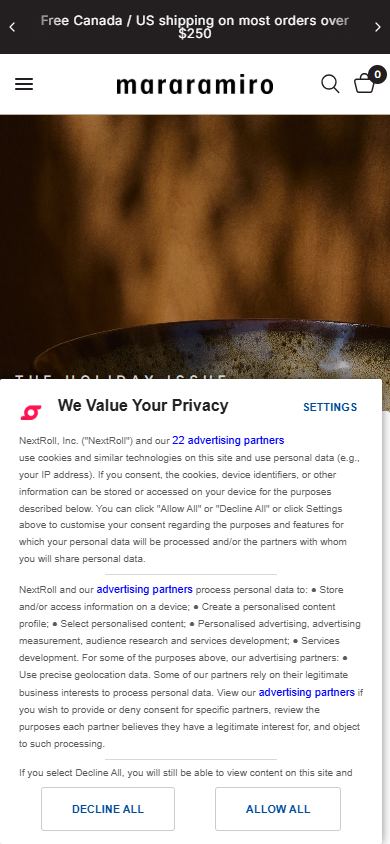 Free Canada / US shipping on most orders over
$250
mararamiro
0
THE HOLIDAY ISSUE
We Value Your Privacy
SETTINGS
NextRoll, Inc. ("NextRoll") and our 22 advertising partners
use cookies and similar technologies on this site and use personal data (e.g.,
your IP address). If you consent, the cookies, device identifiers, or other
information can be stored or accessed on your device for the purposes
described below. You can click "Allow All" or "Decline All" or click Settings
above to customise your consent regarding the purposes and features for
which your personal data will be processed and/or the partners with whom
you will share personal data.
NextRoll and our advertising partners process personal data to: ● Store
and/or access information on a device; ● Create a personalised content
profile; ● Select personalised content; ● Personalised advertising, advertising
measurement, audience research and services development; ● Services
development. For some of the purposes above, our advertising partners: ●
Use precise geolocation data. Some of our partners rely on their legitimate
business interests to process personal data. View our advertising partners if
you wish to provide or deny consent for specific partners, review the
purposes each partner believes they have a legitimate interest for, and object
to such processing.
If you select Decline All, you will still be able to view content on this site and
DECLINE ALL
ALLOW ALL